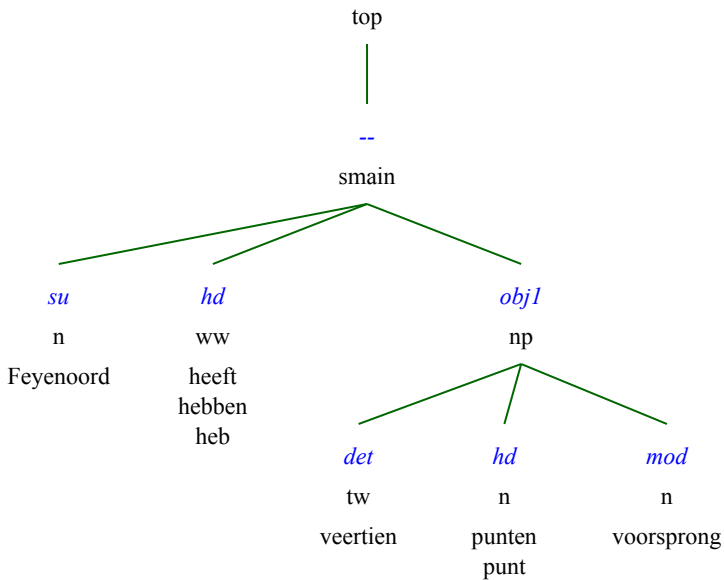 top
--
smain
su hd obj1
n ww np
Feyenoord heeft
hebben
heb
det hd mod
tw n n
veertien punten voorsprong
punt